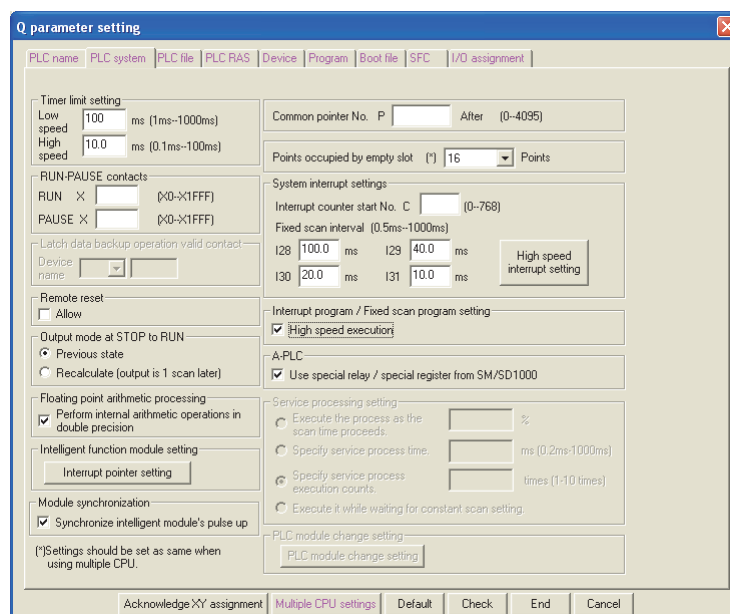 Q parameter setting
PLC name PLC system PLC file PLC RAS Device Program Boot file SFC I/O assignment
Timer limit setting
Low speed 100 ms (1ms--1000ms)
High speed 10.0 ms (0.1ms--100ms)
RUN-PAUSE contacts
RUN X (X0-X1FFF)
PAUSE X (X0-X1FFF)
Latch data backup operation valid contact
Device name
Remote reset
Allow
Output mode at STOP to RUN
Previous state
Recalculate (output is 1 scan later)
Floating point arithmetic processing
Perform internal arithmetic operations in
double precision
Intelligent function module setting
Interrupt pointer setting
Module synchronization
Synchronize intelligent module's pulse up
(*)Settings should be set as same when
using multiple CPU.
Common pointer No. P After (0--4095)
Points occupied by empty slot (*) 16 Points
System interrupt settings
Interrupt counter start No. C (0--768)
Fixed scan interval (0.5ms--1000ms)
I28 100.0 ms I29 40.0 ms
I30 20.0 ms I31 10.0 ms
High speed
interrupt setting
Interrupt program / Fixed scan program setting
High speed execution
A-PLC
Use special relay / special register from SM/SD1000
Service processing setting
Execute the process as the
scan time proceeds. %
Specify service process time. ms (0.2ms-1000ms)
Specify service process
execution counts. times (1-10 times)
Execute it while waiting for constant scan setting.
PLC module change setting
PLC module change setting
Acknowledge XY assignment Multiple CPU settings Default Check End Cancel